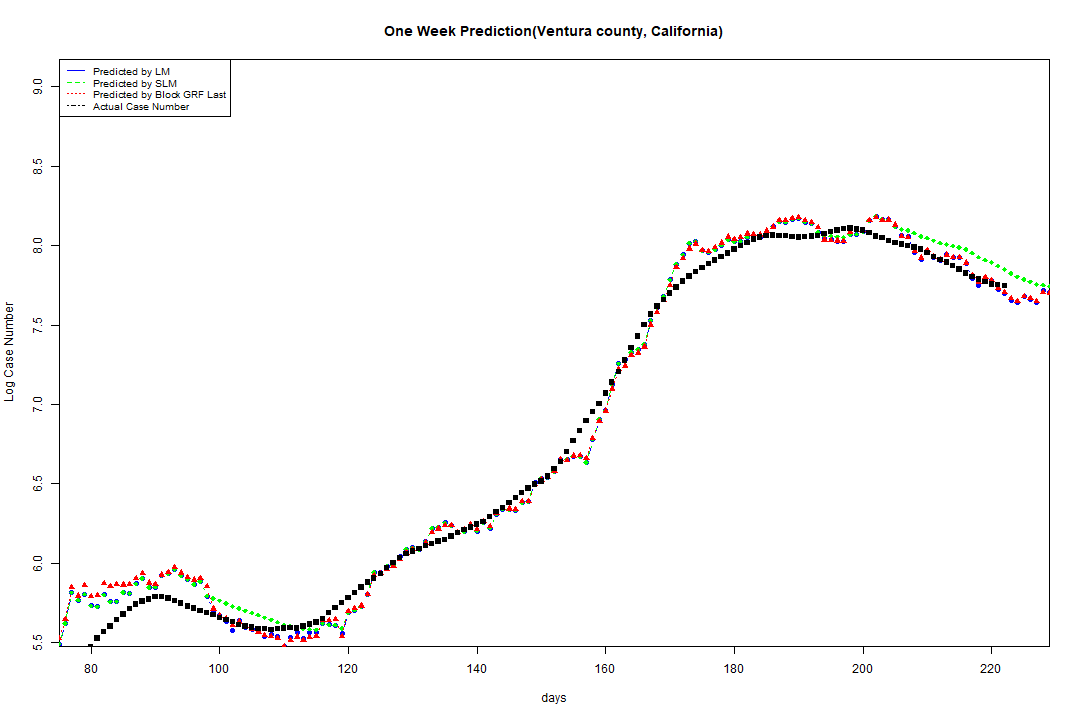 One Week Prediction(Ventura county, California)
Predicted by LM
Predicted by SLM
Predicted by Block GRF Last
Actual Case Number
9.0
8.5
8.0
7.5
7.0
6.5
6.0
5.5
Log Case Number
80 100 120 140 160 180 200 220
days